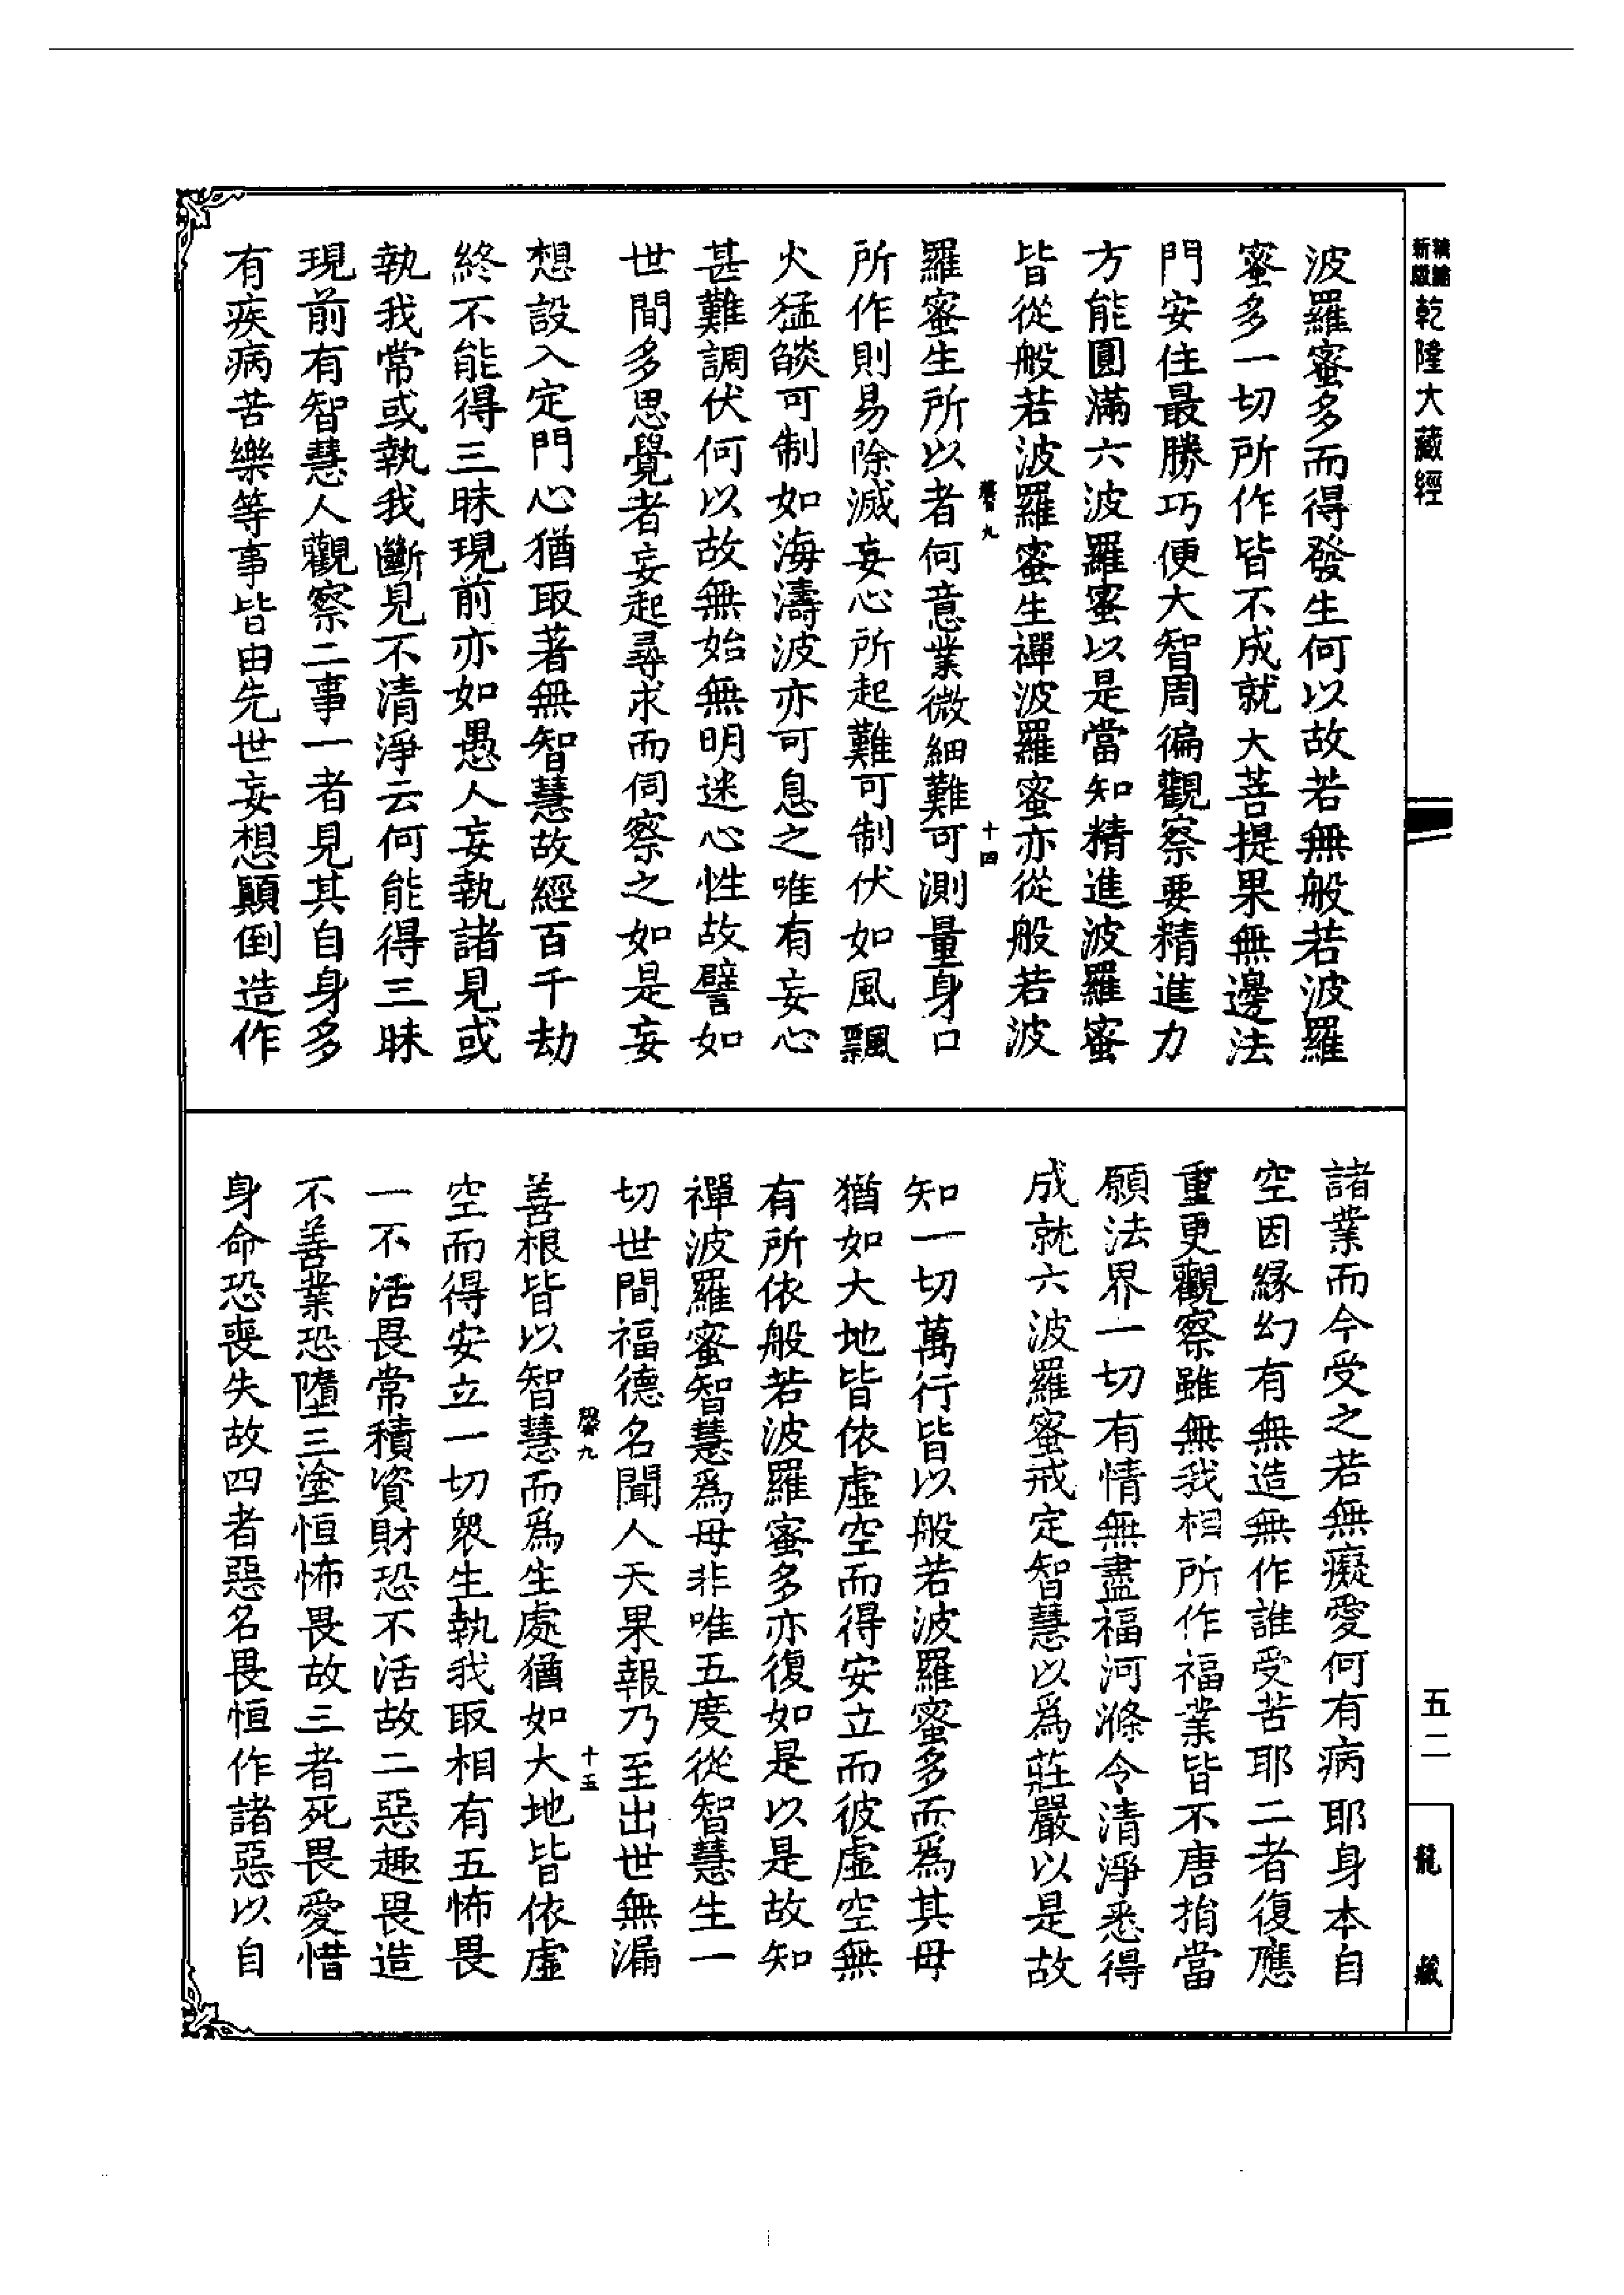 新縮
版編
乾隆大藏經
波羅蜜多而得發生何以故若無般若波羅
蜜多一切所作皆不成就大菩提果無邊法
門安住最勝巧便大智周徧觀察要精進力
方能圓滿六波羅蜜以是當知精進波羅蜜
皆從般若波羅蜜生禪波羅蜜亦從般若波
磬九
十四
羅蜜生所以者何意業微細難可測量身口
所作則易除滅妄心所起難可制伏如風飄
火猛燄可制如海濤波亦可息之唯有妄心
甚難調伏何以故無始無明迷心性故譬如
世間多思覺者妄起尋求而伺察之如是妄
想設入定門心猶取著無智慧故經百千劫
終不能得三昧現前亦如愚人妄執諸見或
執我常或執我斷見不清淨云何能得三昧
現前有智慧人觀察二事一者見其自身多
有疾病苦樂等事皆由先世妄想顛倒造作
諸業而今受之若無癡愛何有病耶身本自
空因緣幻有無造無作誰受苦耶二者復應
重更觀察雖無我相所作福業皆不唐捐當
願法界一切有情無盡福河滌令清淨悉得
成就六波羅蜜戒定智慧以爲莊嚴以是故
知一切萬行皆以般若波羅蜜多而爲其母
猶如大地皆依虛空而得安立而彼虛空無
有所依般若波羅蜜多亦復如是以是故知
禪波羅蜜智慧爲母非唯五度從智慧生一
切世間福德名聞人天果報乃至出世無漏
磬九
十五
善根皆以智慧而爲生處猶如大地皆依虛
空而得安立一切衆生執我取相有五怖畏
一不活畏常積資財恐不活故二惡趣畏造
不善業恐墮三塗恒怖畏故三者死畏愛惜
身命恐喪失故四者惡名畏恒作諸惡以自
五二
龍藏